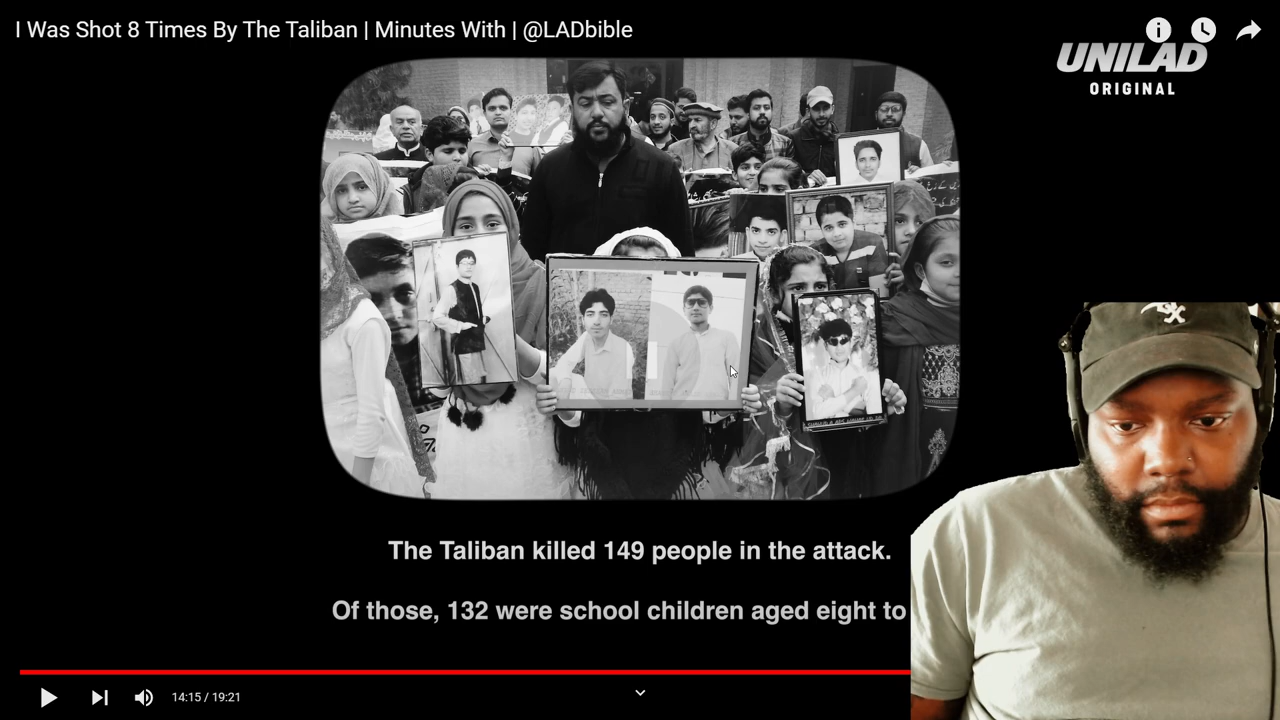 I Was Shot 8 Times By The Taliban | Minutes With | @LADbible
UNILAD
ORIGINAL
The Taliban killed 149 people in the attack.
Of those, 132 were school children aged eight to
14:15 / 19:21